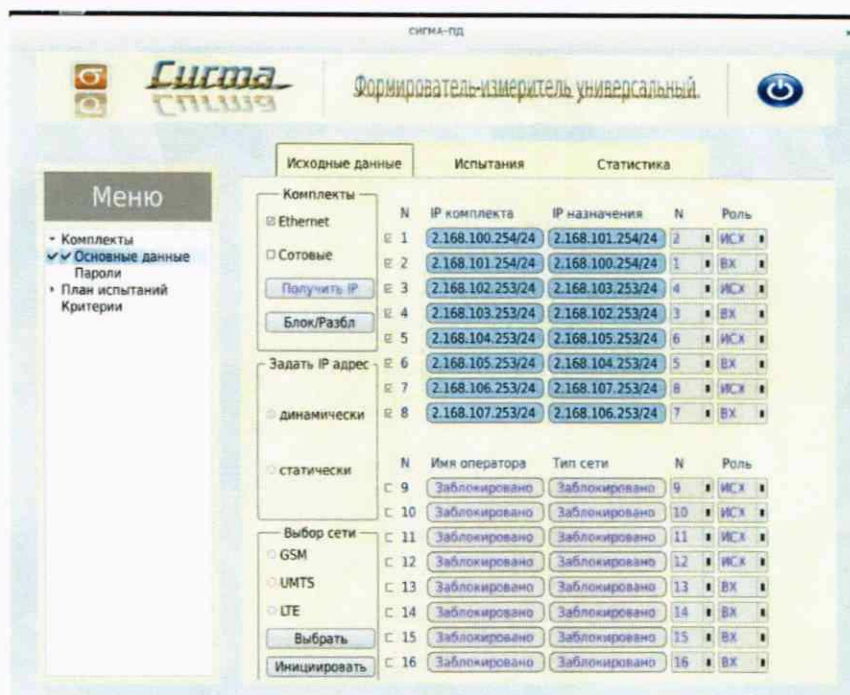 СИГМА-ПД
Сигма
Формирователь-измеритель универсальный.
Исходные данные
Испытания
Статистика
Меню
Комплекты
Основные данные
Пароли
План испытаний
Критерии
Комплекты
Ethernet
Сотовые
Получить IP
Блок/Разбл
Задать IP адрес
динамически
статически
Выбор сети
GSM
UMTS
LTE
Выбрать
Инициировать
N IP комплекта IP назначения N Роль
1 2.168.100.254/24 2.168.101.254/24 2 ИСХ
2 2.168.101.254/24 2.168.100.254/24 1 ВХ
3 2.168.102.253/24 2.168.103.253/24 4 ИСХ
4 2.168.103.253/24 2.168.102.253/24 3 ВХ
5 2.168.104.253/24 2.168.105.253/24 6 ИСХ
6 2.168.105.253/24 2.168.104.253/24 5 ВХ
7 2.168.106.253/24 2.168.107.253/24 8 ИСХ
8 2.168.107.253/24 2.168.106.253/24 7 ВХ
N Имя оператора Тип сети N Роль
9 Заблокировано Заблокировано 9 ИСХ
10 Заблокировано Заблокировано 10 ИСХ
11 Заблокировано Заблокировано 11 ИСХ
12 Заблокировано Заблокировано 12 ИСХ
13 Заблокировано Заблокировано 13 ВХ
14 Заблокировано Заблокировано 14 ВХ
15 Заблокировано Заблокировано 15 ВХ
16 Заблокировано Заблокировано 16 ВХ